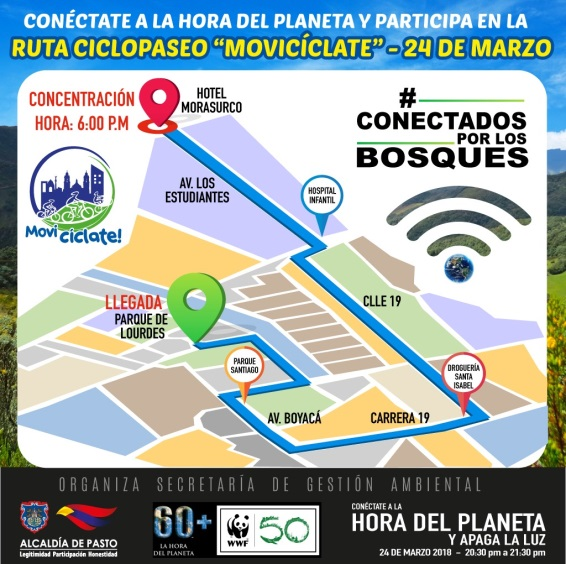 CONÉCTATE A LA HORA DEL PLANETA Y PARTICIPA EN LA
RUTA CICLOPASEO “MOVICÍCLATE” - 24 DE MARZO
CONCENTRACIÓN
HORA: 6:00 P.M
HOTEL
MORASURCO
#
CONECTADOS
POR LOS
BOSQUES
Movi cíclate!
AV. LOS
ESTUDIANTES
HOSPITAL
INFANTIL
LLEGADA
PARQUE DE
LOURDES
CLLE 19
PARQUE
SANTIAGO
DROGUERÍA
SANTA
ISABEL
AV. BOYACÁ
CARRERA 19
ORGANIZA SECRETARÍA DE GESTIÓN AMBIENTAL
ALCALDÍA DE PASTO
Legitimidad Participación Honestidad
60+
LA HORA
DEL PLANETA
WWF
50
CONÉCTATE A LA
HORA DEL PLANETA
Y APAGA LA LUZ
24 DE MARZO 2018 - 20:30 pm a 21:30 pm